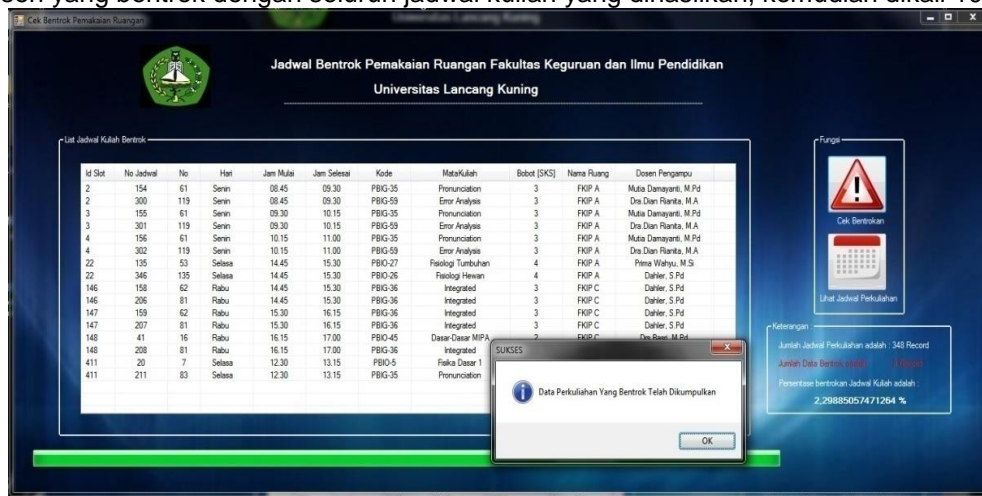 sen yang bentrok dengan seluruh jadwal kuliah yang dihasilkan, kemudian dikali 10
Cek Bentrok Pemakaian Ruangan
Jadwal Bentrok Pemakaian Ruangan Fakultas Keguruan dan Ilmu Pendidikan
Universitas Lancang Kuning
List Jadwal Kuliah Bentrok
Id Slot No Jadwal No Hari Jam Mulai Jam Selesai Kode MataKuliah Bobot [SKS] Nama Ruang Dosen Pengampu
2 154 61 Senin 08.45 09.30 PBIG-35 Pronunciation 3 FKIP A Mutia Damayanti, M.Pd
2 300 119 Senin 08.45 09.30 PBIG-59 Error Analysis 3 FKIP A Dra.Dian Rianita, M.A
3 155 61 Senin 09.30 10.15 PBIG-35 Pronunciation 3 FKIP A Mutia Damayanti, M.Pd
3 301 119 Senin 09.30 10.15 PBIG-59 Error Analysis 3 FKIP A Dra.Dian Rianita, M.A
4 156 61 Senin 10.15 11.00 PBIG-35 Pronunciation 3 FKIP A Mutia Damayanti, M.Pd
4 302 119 Senin 10.15 11.00 PBIG-59 Error Analysis 3 FKIP A Dra.Dian Rianita, M.A
22 135 53 Selasa 14.45 15.30 PBIO-27 Fisiologi Tumbuhan 4 FKIP A Prima Wahyu, M.Si
22 346 135 Selasa 14.45 15.30 PBIO-26 Fisiologi Hewan 4 FKIP A Dahler, S.Pd
146 158 62 Rabu 14.45 15.30 PBIG-36 Integrated 3 FKIP C Dahler, S.Pd
146 206 81 Rabu 14.45 15.30 PBIG-36 Integrated 3 FKIP C Dahler, S.Pd
147 159 62 Rabu 15.30 16.15 PBIG-36 Integrated 3 FKIP C Dahler, S.Pd
147 207 81 Rabu 15.30 16.15 PBIG-36 Integrated 3 FKIP C Dahler, S.Pd
148 41 16 Rabu 16.15 17.00 PBIO-45 Dasar-Dasar MIPA 2 FKIP C M.Pd
148 208 81 Rabu 16.15 17.00 PBIG-36 Integrated
411 20 7 Selasa 12.30 13.15 PBIO-9 Fisika Dasar 1
411 211 83 Selasa 12.30 13.15 PBIG-35 Pronunciation
SUKSES
Data Perkuliahan Yang Bentrok Telah Dikumpulkan
OK
Fungsi
Cek Bentrokan
Lihat Jadwal Perkuliahan
Keterangan :
Jumlah Jadwal Perkuliahan adalah : 348 Record
Jumlah Data Bentrok
Persentase bentrokan Jadwal Kuliah adalah :
2,29885057471264 %